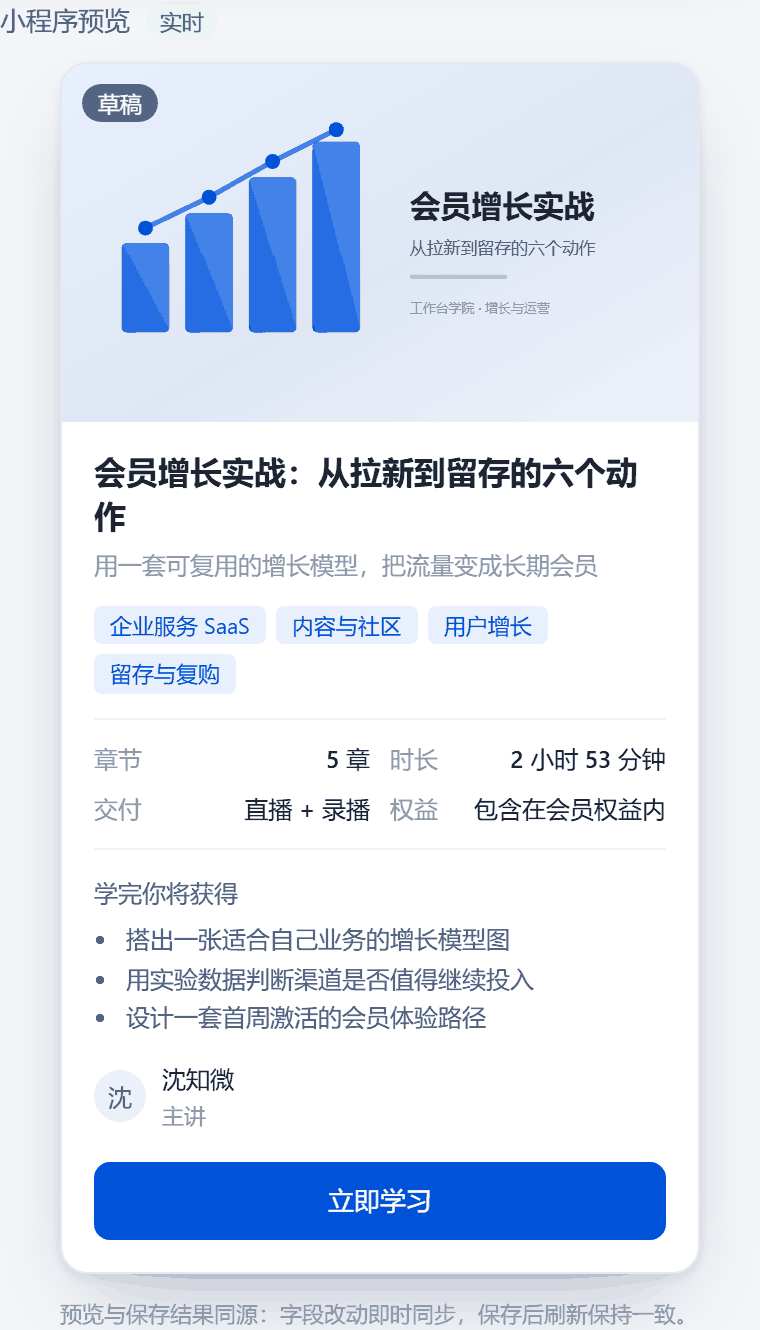 小程序预览 实时
草稿
会员增长实战
从拉新到留存的六个动作
工作台学院 · 增长与运营
会员增长实战：从拉新到留存的六个动
作
用一套可复用的增长模型，把流量变成长期会员
企业服务 SaaS 内容与社区 用户增长
留存与复购
章节 5 章 时长 2 小时 53 分钟
交付 直播 + 录播 权益 包含在会员权益内
学完你将获得
• 搭出一张适合自己业务的增长模型图
• 用实验数据判断渠道是否值得继续投入
• 设计一套首周激活的会员体验路径
沈 沈知微
主讲
立即学习
预览与保存结果同源：字段改动即时同步，保存后刷新保持一致。